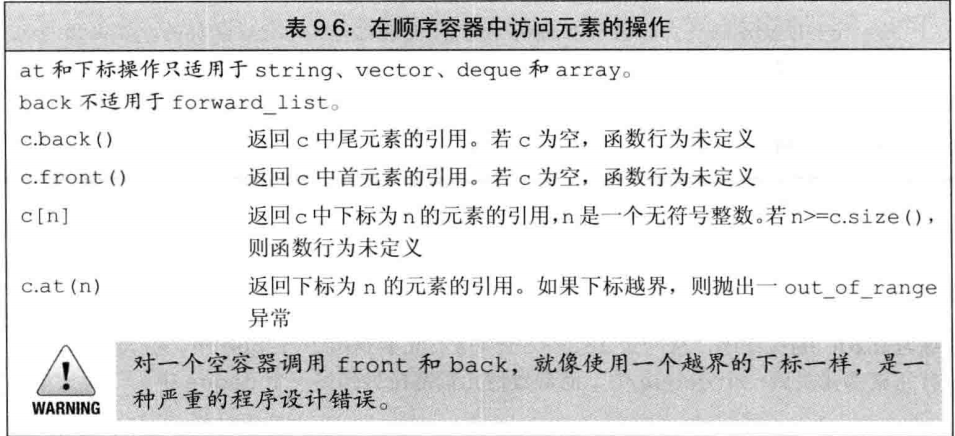 表 9.6：在顺序容器中访问元素的操作
at 和下标操作只适用于 string、vector、deque 和 array。
back 不适用于 forward_list。
c.back() 返回 c 中尾元素的引用。若 c 为空，函数行为未定义
c.front() 返回 c 中首元素的引用。若 c 为空，函数行为未定义
c[n] 返回 c 中下标为 n 的元素的引用，n 是一个无符号整数。若 n>=c.size()，
则函数行为未定义
c.at(n) 返回下标为 n 的元素的引用。如果下标越界，则抛出一 out_of_range
异常
对一个空容器调用 front 和 back，就像使用一个越界的下标一样，是一
WARNING
种严重的程序设计错误。